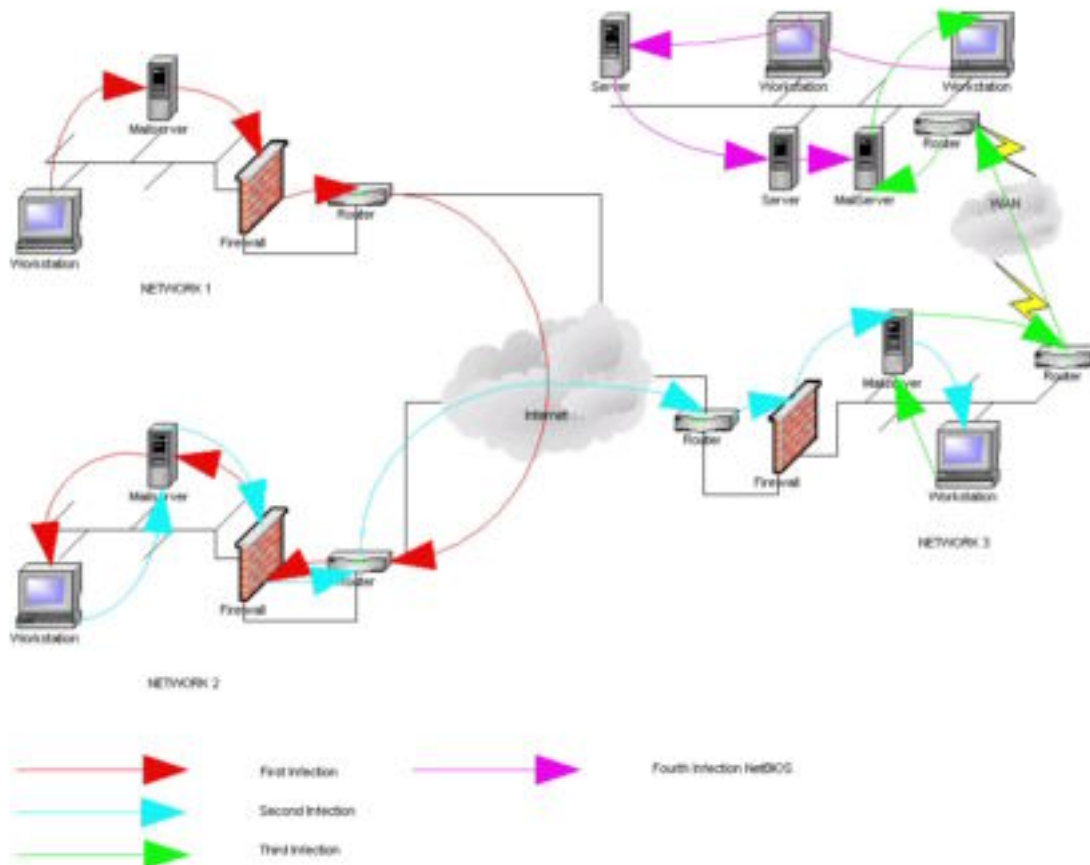 Server
Workstation
Workstation
Mailserver
Router
Server
MailServer
WAN
Router
Firewall
Workstation
NETWORK 1
Mailserver
Router
Internet
Router
Mailserver
Firewall
Workstation
NETWORK 3
Router
Firewall
Workstation
NETWORK 2
First Infection
Fourth Infection NetBIOS
Second Infection
Third Infection